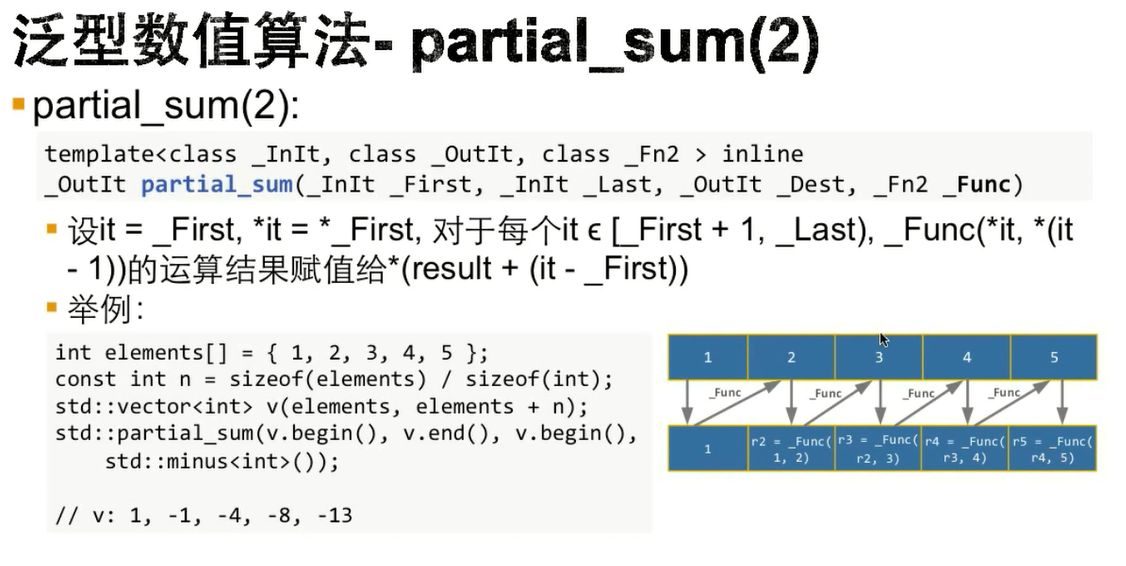 泛型数值算法- partial_sum(2)
partial_sum(2):
template<class _InIt, class _OutIt, class _Fn2 > inline
_OutIt partial_sum(_InIt _First, _InIt _Last, _OutIt _Dest, _Fn2 _Func)
设it = _First, *it = *_First, 对于每个it ϵ [_First + 1, _Last), _Func(*it, *(it
- 1))的运算结果赋值给*(result + (it - _First))
举例:
int elements[] = { 1, 2, 3, 4, 5 };
const int n = sizeof(elements) / sizeof(int);
std::vector<int> v(elements, elements + n);
std::partial_sum(v.begin(), v.end(), v.begin(),
std::minus<int>());
// v: 1, -1, -4, -8, -13
1 2 3 4 5
_Func _Func _Func _Func
1 r2 = _Func( r3 = _Func( r4 = _Func( r5 = _Func(
1, 2) r2, 3) r3, 4) r4, 5)